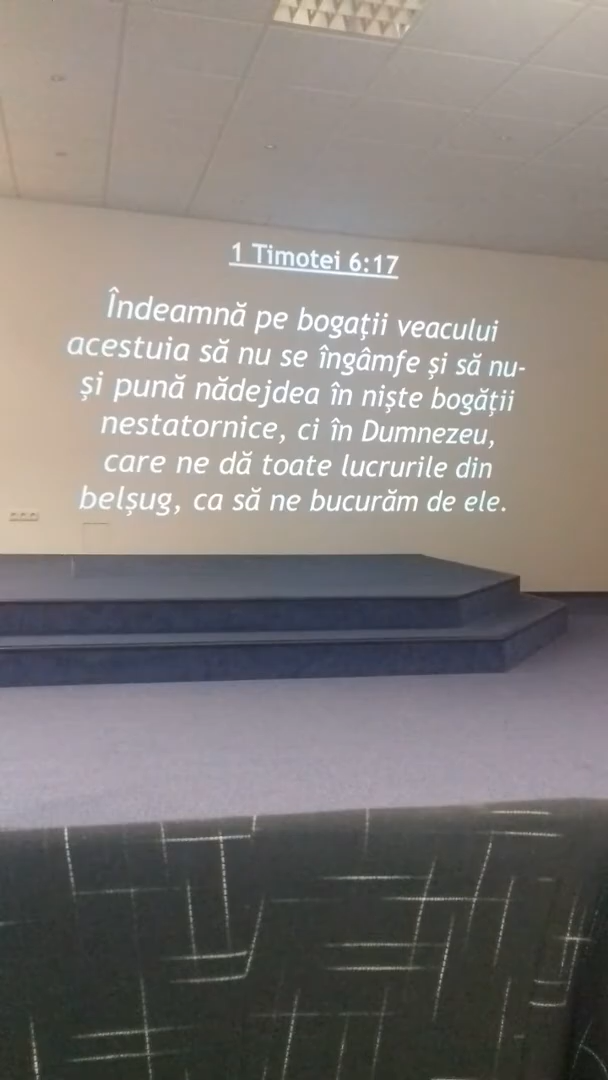 1 Timotei 6:17
Îndeamnă pe bogații veacului
acestuia să nu se îngâmfe și să nu-
și pună nădejdea în niște bogății
nestatornice, ci în Dumnezeu,
care ne dă toate lucrurile din
belșug, ca să ne bucurăm de ele.